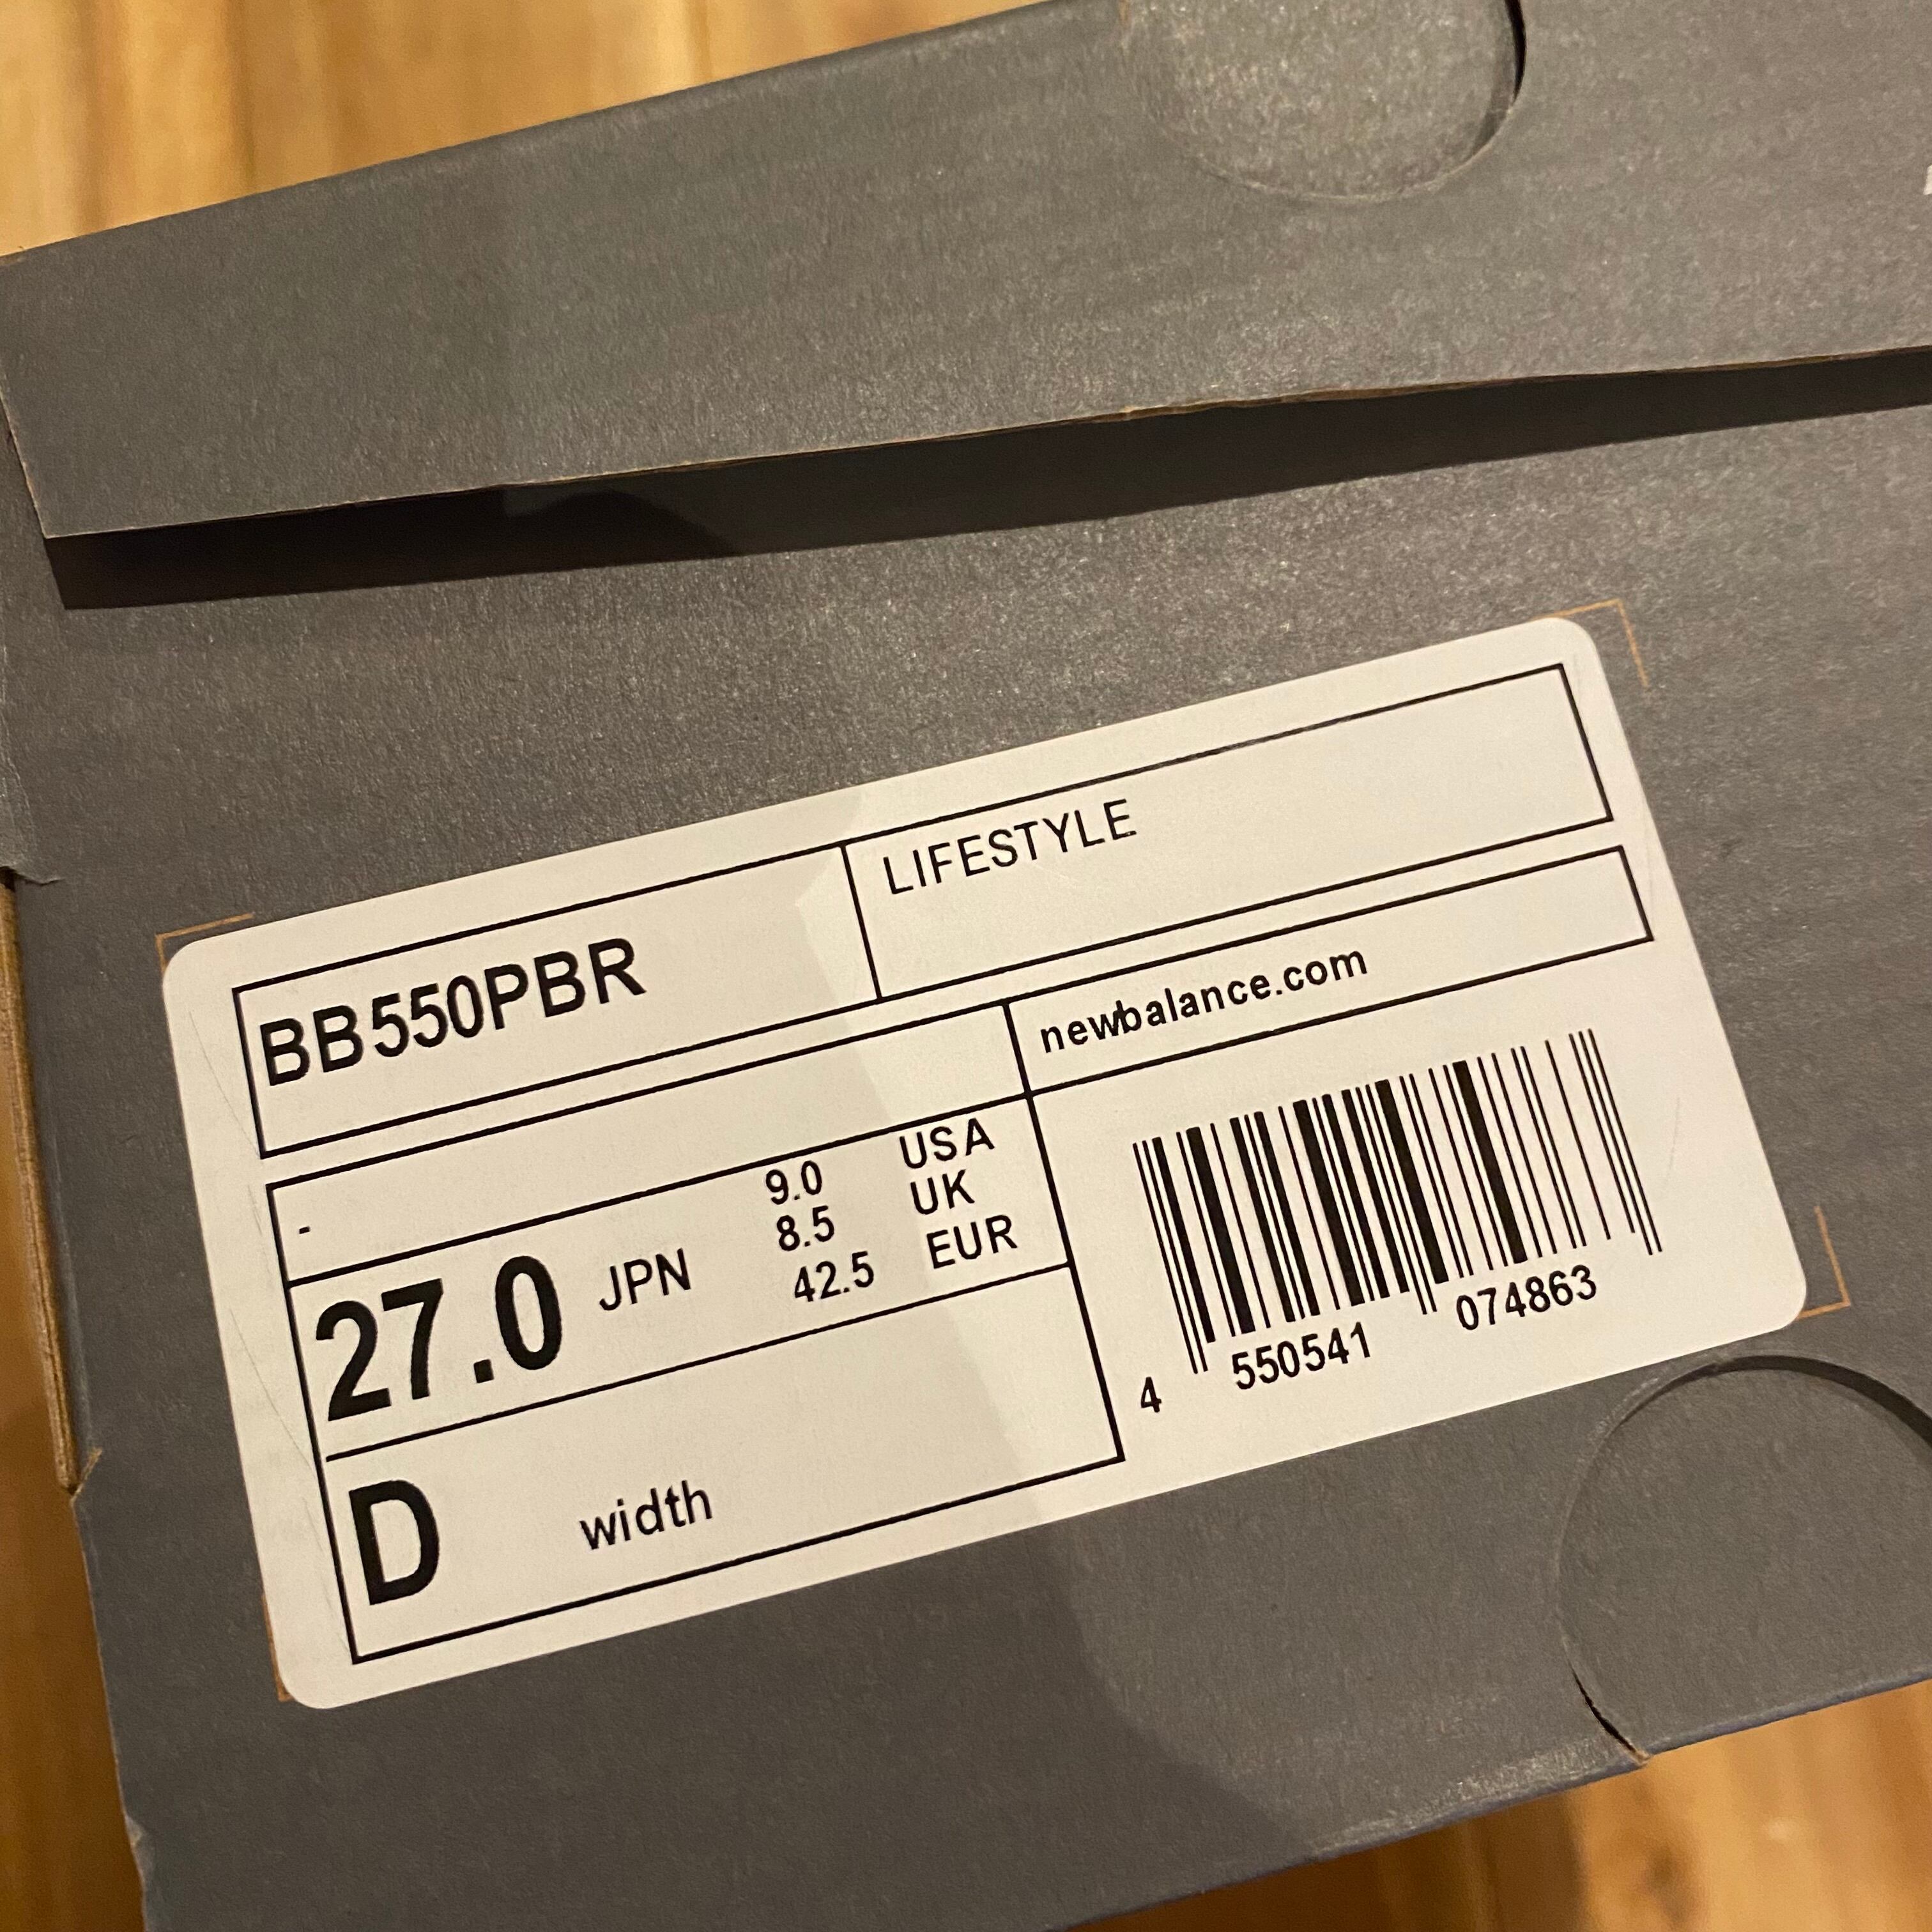 BB550PBR
LIFESTYLE
newbalance.com
-
27.0 JPN
9.0 USA
8.5 UK
42.5 EUR
D width
4 550541 074863